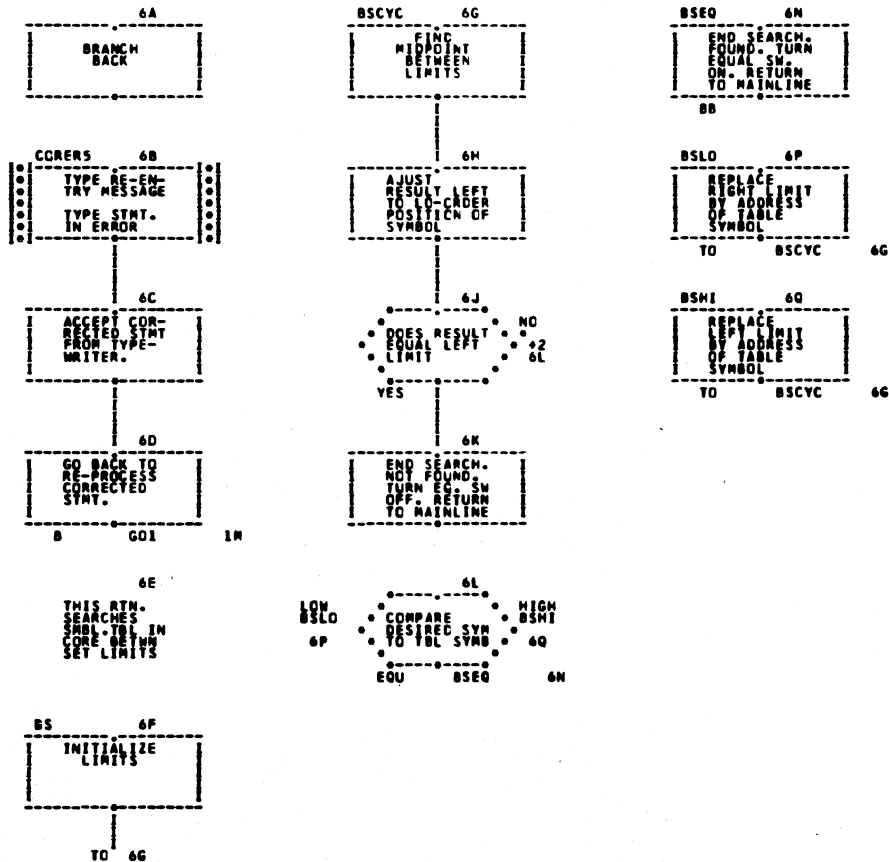 6A
BRANCH
BACK
CORER5 6B
TYPE RE-EN-
TRY MESSAGE
TYPE STMT.
IN ERROR
6C
ACCEPT COR-
RECTED STMT
FROM TYPE-
WRITER.
6D
GO BACK TO
RE-PROCESS
CORRECTED
STMT.
B GO1 1M
6E
THIS RTN.
SEARCHES
SMBL.TBL IN
CORE BETWN
SET LIMITS
BS 6F
INITIALIZE
LIMITS
TO 6G
BSCYC 6G
FIND
MIDPOINT
BETWEEN
LIMITS
6H
AJUST
RESULT LEFT
TO LO-ORDER
POSITION OF
SYMBOL
6J
DOES RESULT
EQUAL LEFT
LIMIT
NO
+2
6L
YES
6K
END SEARCH.
NOT FOUND.
TURN EQ. SW
OFF. RETURN
TO MAINLINE
6L
LOW
BSLO
6P
COMPARE
DESIRED SYM
TO TBL SYMB
HIGH
BSHI
6Q
EQU BSEQ 6N
BSEQ 6N
END SEARCH.
FOUND. TURN
EQUAL SW.
ON. RETURN
TO MAINLINE
BB
BSLO 6P
REPLACE
RIGHT LIMIT
BY ADDRESS
OF TABLE
SYMBOL
TO BSCYC 6G
BSHI 6Q
REPLACE
LEFT LIMIT
BY ADDRESS
OF TABLE
SYMBOL
TO BSCYC 6G